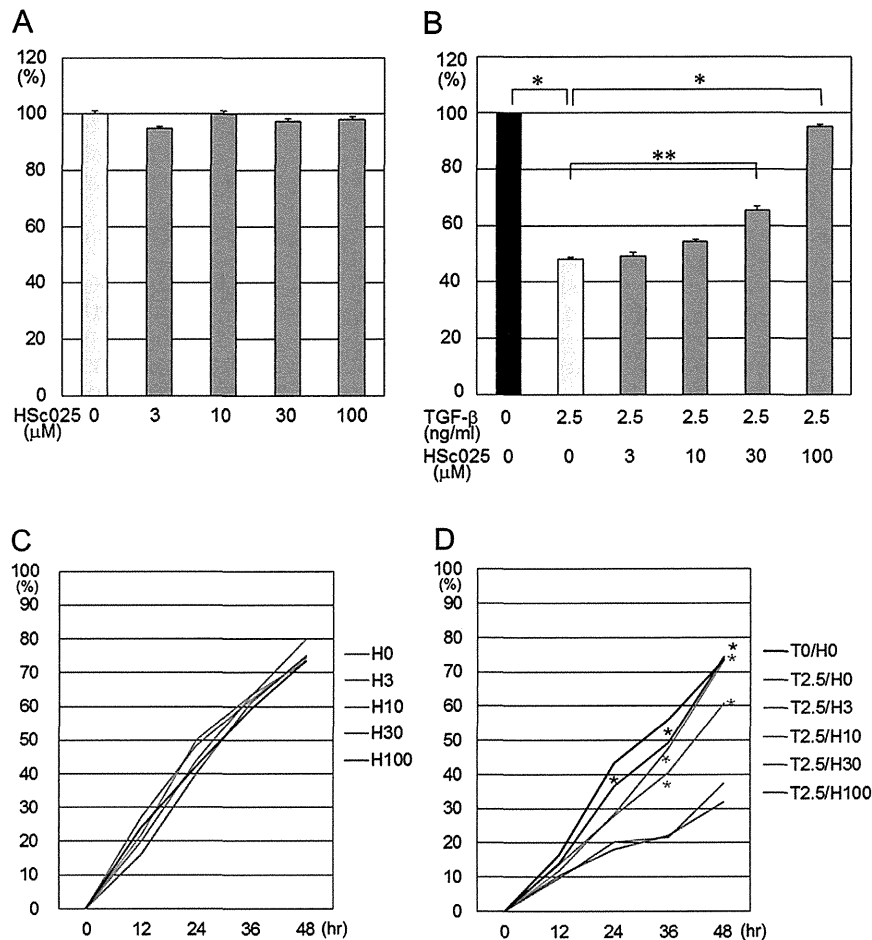 A
120
(%)
100
80
60
40
20
0
HSc025 0 3 10 30 100
(μM)
B
120
(%)
100
80
60
40
20
0
* *
**
TGF-β 0 2.5 2.5 2.5 2.5 2.5
(ng/ml)
HSc025 0 0 3 10 30 100
(μM)
C
100
(%)
90
80
70
60
50
40
30
20
10
0
0 12 24 36 48 (hr)
H0
H3
H10
H30
H100
D
100
(%)
90
80
70
60
50
40
30
20
10
0
* * * * * * *
0 12 24 36 48 (hr)
T0/H0
T2.5/H0
T2.5/H3
T2.5/H10
T2.5/H30
T2.5/H100